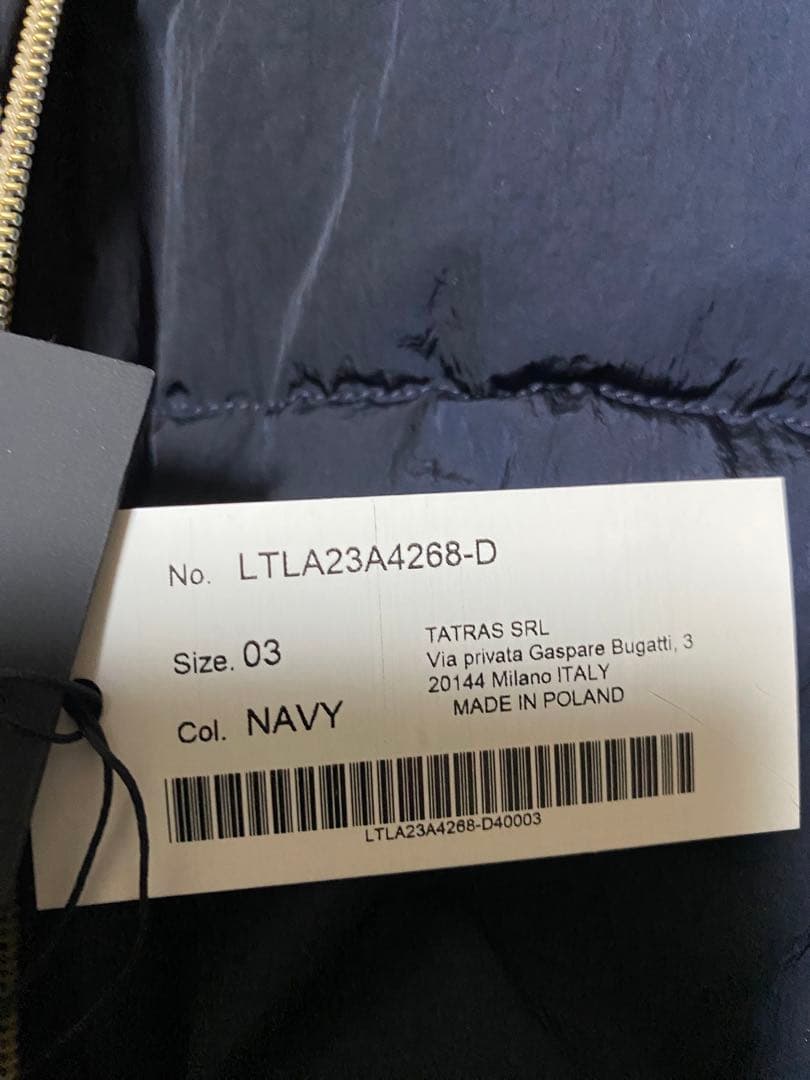 No. LTLA23A4268-D
Size. 03
Col. NAVY
TATRAS SRL
Via privata Gaspare Bugatti, 3
20144 Milano ITALY
MADE IN POLAND
LTLA23A4268-D40003